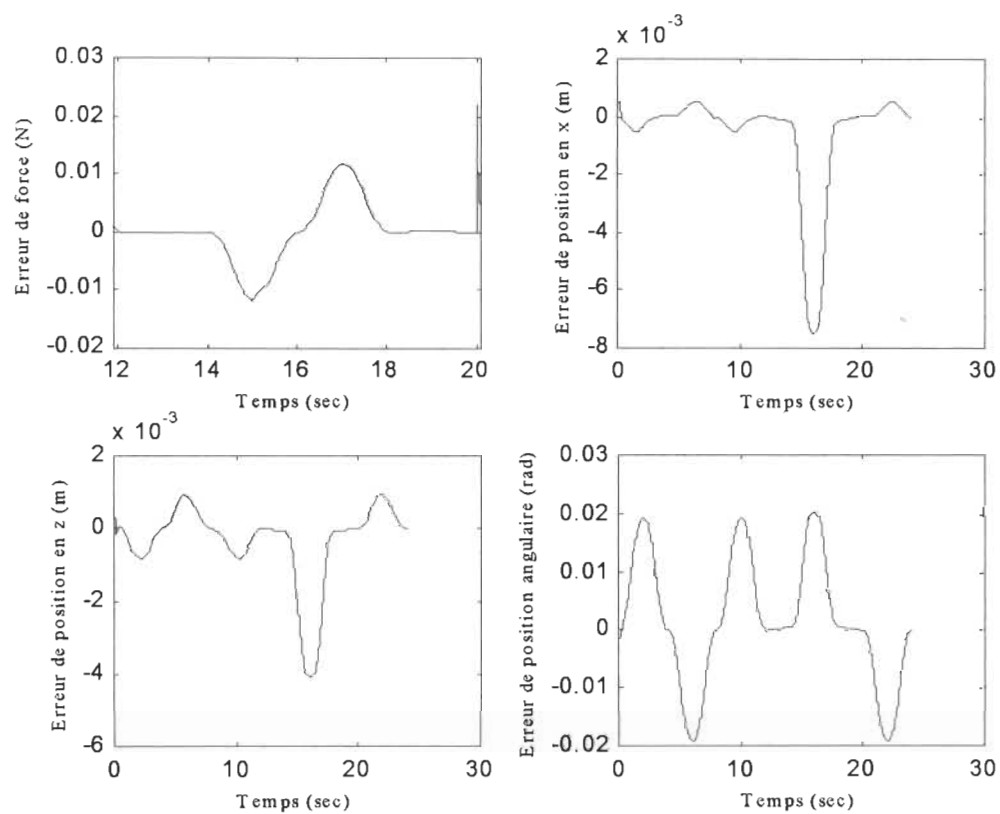 0.03
0.02
0.01
0
-0.01
-0.02
12 14 16 18 20
Erreur de force (N)
Temps (sec)
x 10^-3
2
0
-2
-4
-6
-8
0 10 20 30
Erreur de position en x (m)
Temps (sec)
x 10^-3
2
0
-2
-4
-6
0 10 20 30
Erreur de position en z (m)
Temps (sec)
0.03
0.02
0.01
0
-0.01
-0.02
0 10 20 30
Erreur de position angulaire (rad)
Temps (sec)